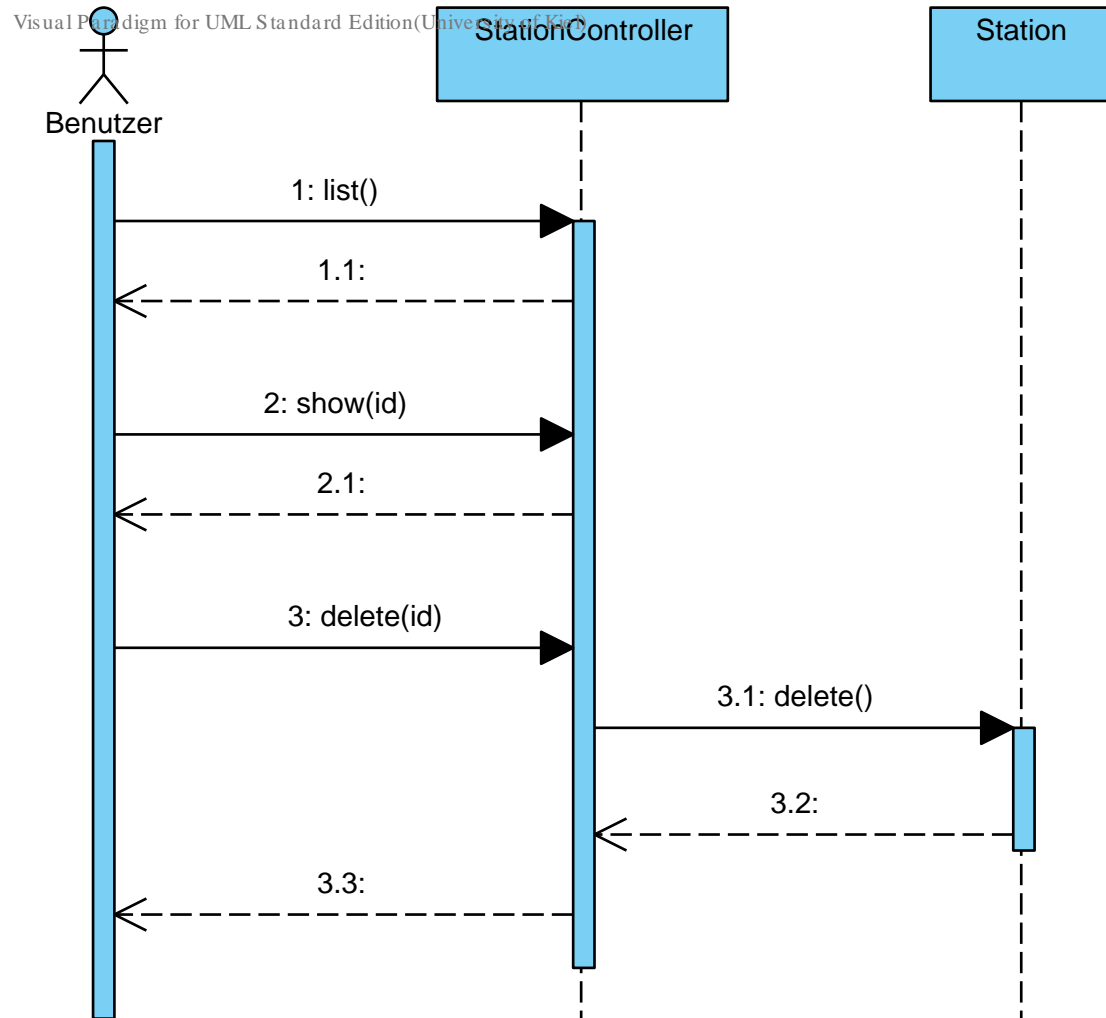 Visual Paradigm for UML Standard Edition(University of Kiel)
StationController
Station
Benutzer
1: list()
1.1:
2: show(id)
2.1:
3: delete(id)
3.1: delete()
3.2:
3.3: